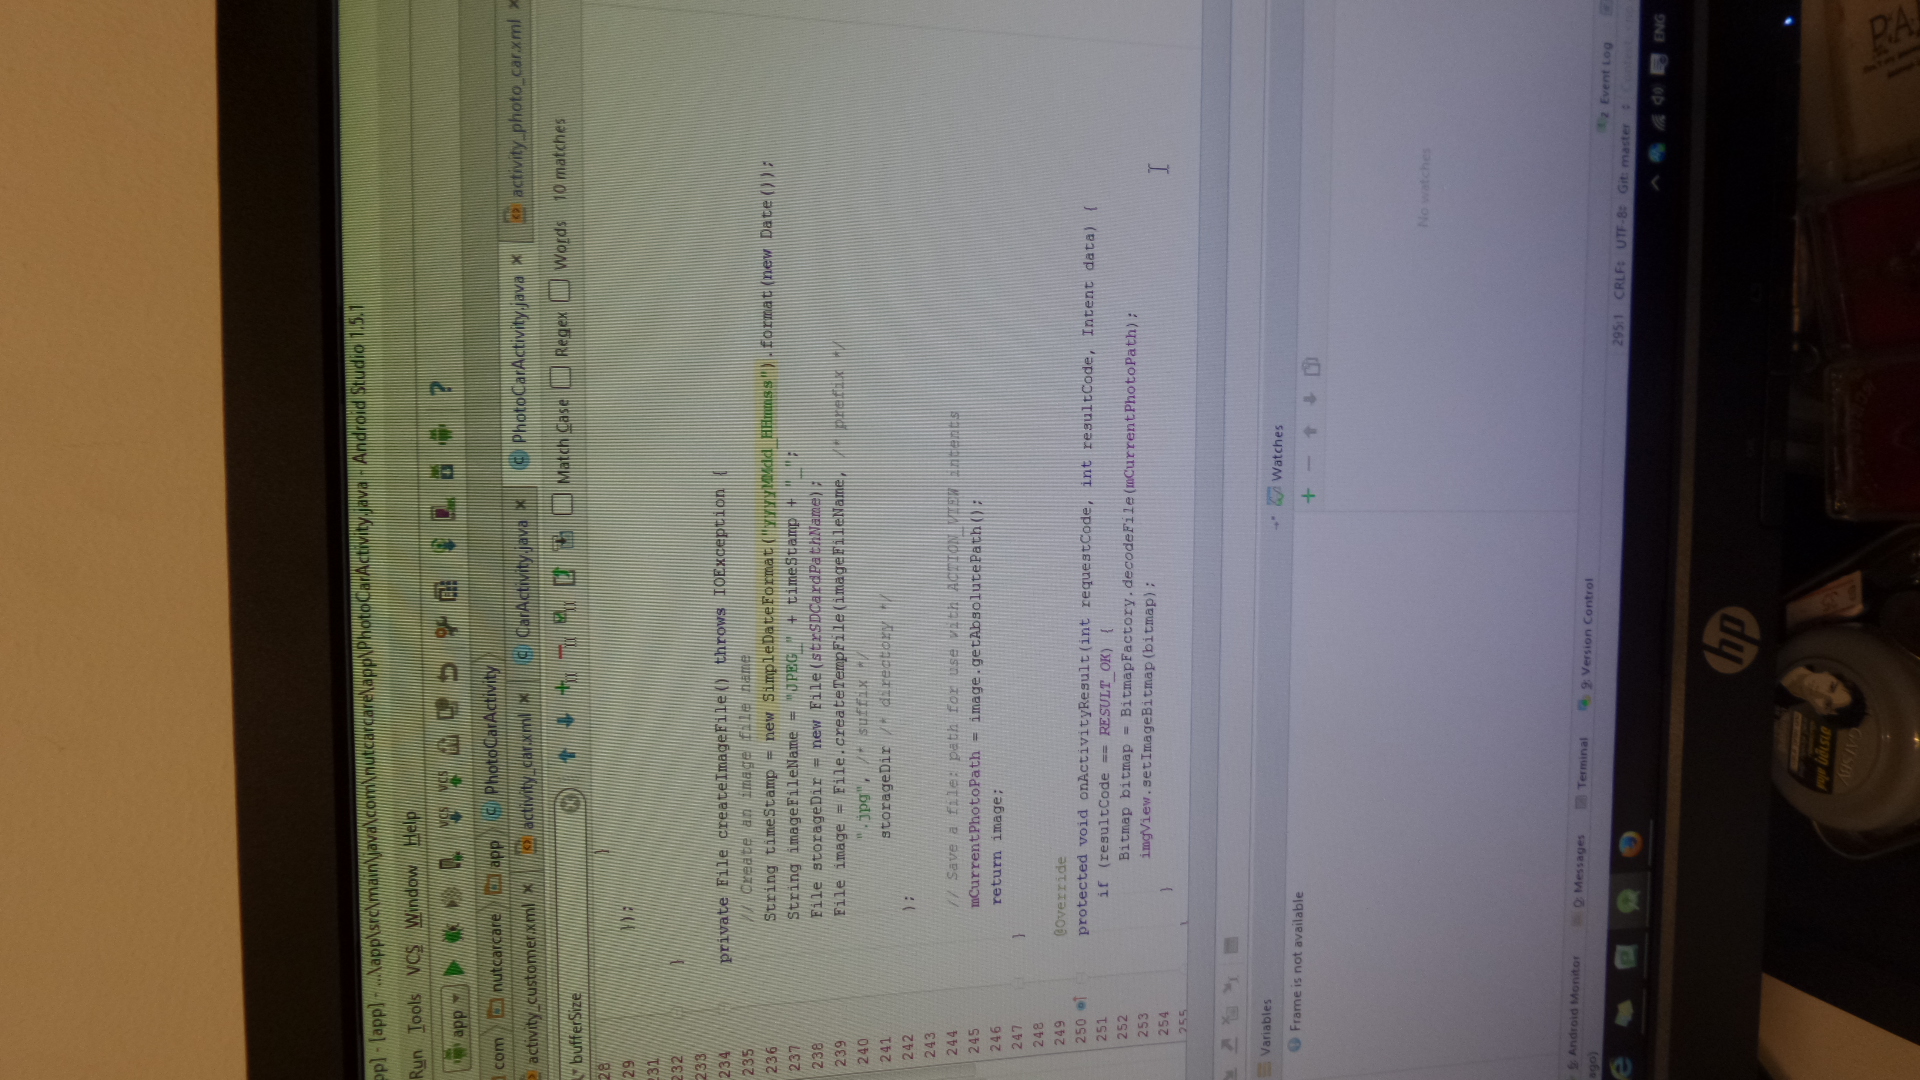 pp] - [app] - ...\app\src\main\java\com\nutcarcare\app\PhotoCarActivity.java - Android Studio 1.5.1
Run Tools VCS Window Help
app VCS VCS ?
com nutcarcare app PhotoCarActivity
activity_customer.xml activity_car.xml CarActivity.java PhotoCarActivity.java activity_photo_car.xml
bufferSize Match Case Regex Words 10 matches
28 }
29 });
231
232 }
233
234 private File createImageFile() throws IOException {
235 // Create an image file name
236 String timeStamp = new SimpleDateFormat("yyyyMMdd_HHmmss").format(new Date());
237 String imageFileName = "JPEG_" + timeStamp + "_";
238 File storageDir = new File(strSDCardPathName);
239 File image = File.createTempFile(imageFileName, /* prefix */
240 ".jpg", /* suffix */
241 storageDir /* directory */
242 );
243
244 // Save a file: path for use with ACTION_VIEW intents
245 mCurrentPhotoPath = image.getAbsolutePath();
246 return image;
247 }
248
249 @Override
250 protected void onActivityResult(int requestCode, int resultCode, Intent data) {
251 if (resultCode == RESULT_OK) {
252 Bitmap bitmap = BitmapFactory.decodeFile(mCurrentPhotoPath);
253 imgView.setImageBitmap(bitmap);
254 }
255
Variables Watches
Frame is not available
No watches
6: Android Monitor 0: Messages Terminal 9: Version Control Event Log
ago) 295:1 CRLF: UTF-8: Git: master
ENG
hp
GATSBY